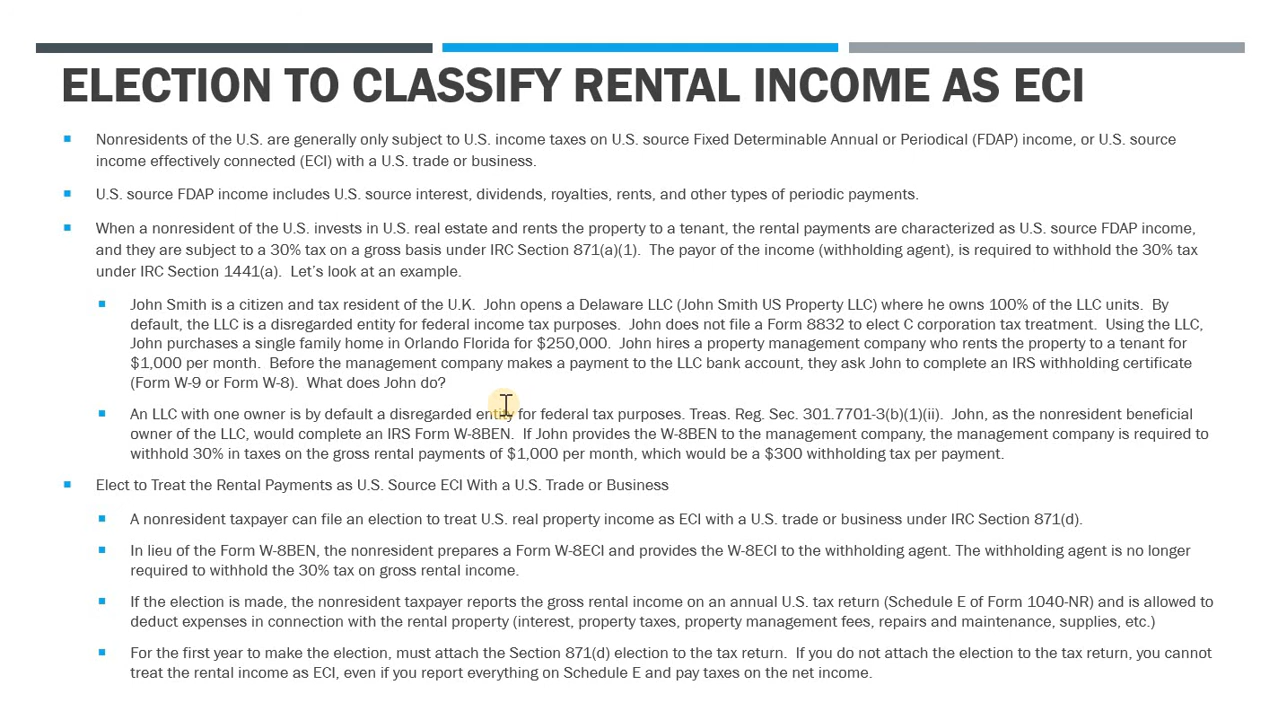 ELECTION TO CLASSIFY RENTAL INCOME AS ECI
Nonresidents of the U.S. are generally only subject to U.S. income taxes on U.S. source Fixed Determinable Annual or Periodical (FDAP) income, or U.S. source
income effectively connected (ECI) with a U.S. trade or business.
U.S. source FDAP income includes U.S. source interest, dividends, royalties, rents, and other types of periodic payments.
When a nonresident of the U.S. invests in U.S. real estate and rents the property to a tenant, the rental payments are characterized as U.S. source FDAP income,
and they are subject to a 30% tax on a gross basis under IRC Section 871(a)(1). The payor of the income (withholding agent), is required to withhold the 30% tax
under IRC Section 1441(a). Let's look at an example.
John Smith is a citizen and tax resident of the U.K. John opens a Delaware LLC (John Smith US Property LLC) where he owns 100% of the LLC units. By
default, the LLC is a disregarded entity for federal income tax purposes. John does not file a Form 8832 to elect C corporation tax treatment. Using the LLC,
John purchases a single family home in Orlando Florida for $250,000. John hires a property management company who rents the property to a tenant for
$1,000 per month. Before the management company makes a payment to the LLC bank account, they ask John to complete an IRS withholding certificate
(Form W-9 or Form W-8). What does John do?
An LLC with one owner is by default a disregarded entity for federal tax purposes. Treas. Reg. Sec. 301.7701-3(b)(1)(ii). John, as the nonresident beneficial
owner of the LLC, would complete an IRS Form W-8BEN. If John provides the W-8BEN to the management company, the management company is required to
withhold 30% in taxes on the gross rental payments of $1,000 per month, which would be a $300 withholding tax per payment.
Elect to Treat the Rental Payments as U.S. Source ECI With a U.S. Trade or Business
A nonresident taxpayer can file an election to treat U.S. real property income as ECI with a U.S. trade or business under IRC Section 871(d).
In lieu of the Form W-8BEN, the nonresident prepares a Form W-8ECI and provides the W-8ECI to the withholding agent. The withholding agent is no longer
required to withhold the 30% tax on gross rental income.
If the election is made, the nonresident taxpayer reports the gross rental income on an annual U.S. tax return (Schedule E of Form 1040-NR) and is allowed to
deduct expenses in connection with the rental property (interest, property taxes, property management fees, repairs and maintenance, supplies, etc.)
For the first year to make the election, must attach the Section 871(d) election to the tax return. If you do not attach the election to the tax return, you cannot
treat the rental income as ECI, even if you report everything on Schedule E and pay taxes on the net income.